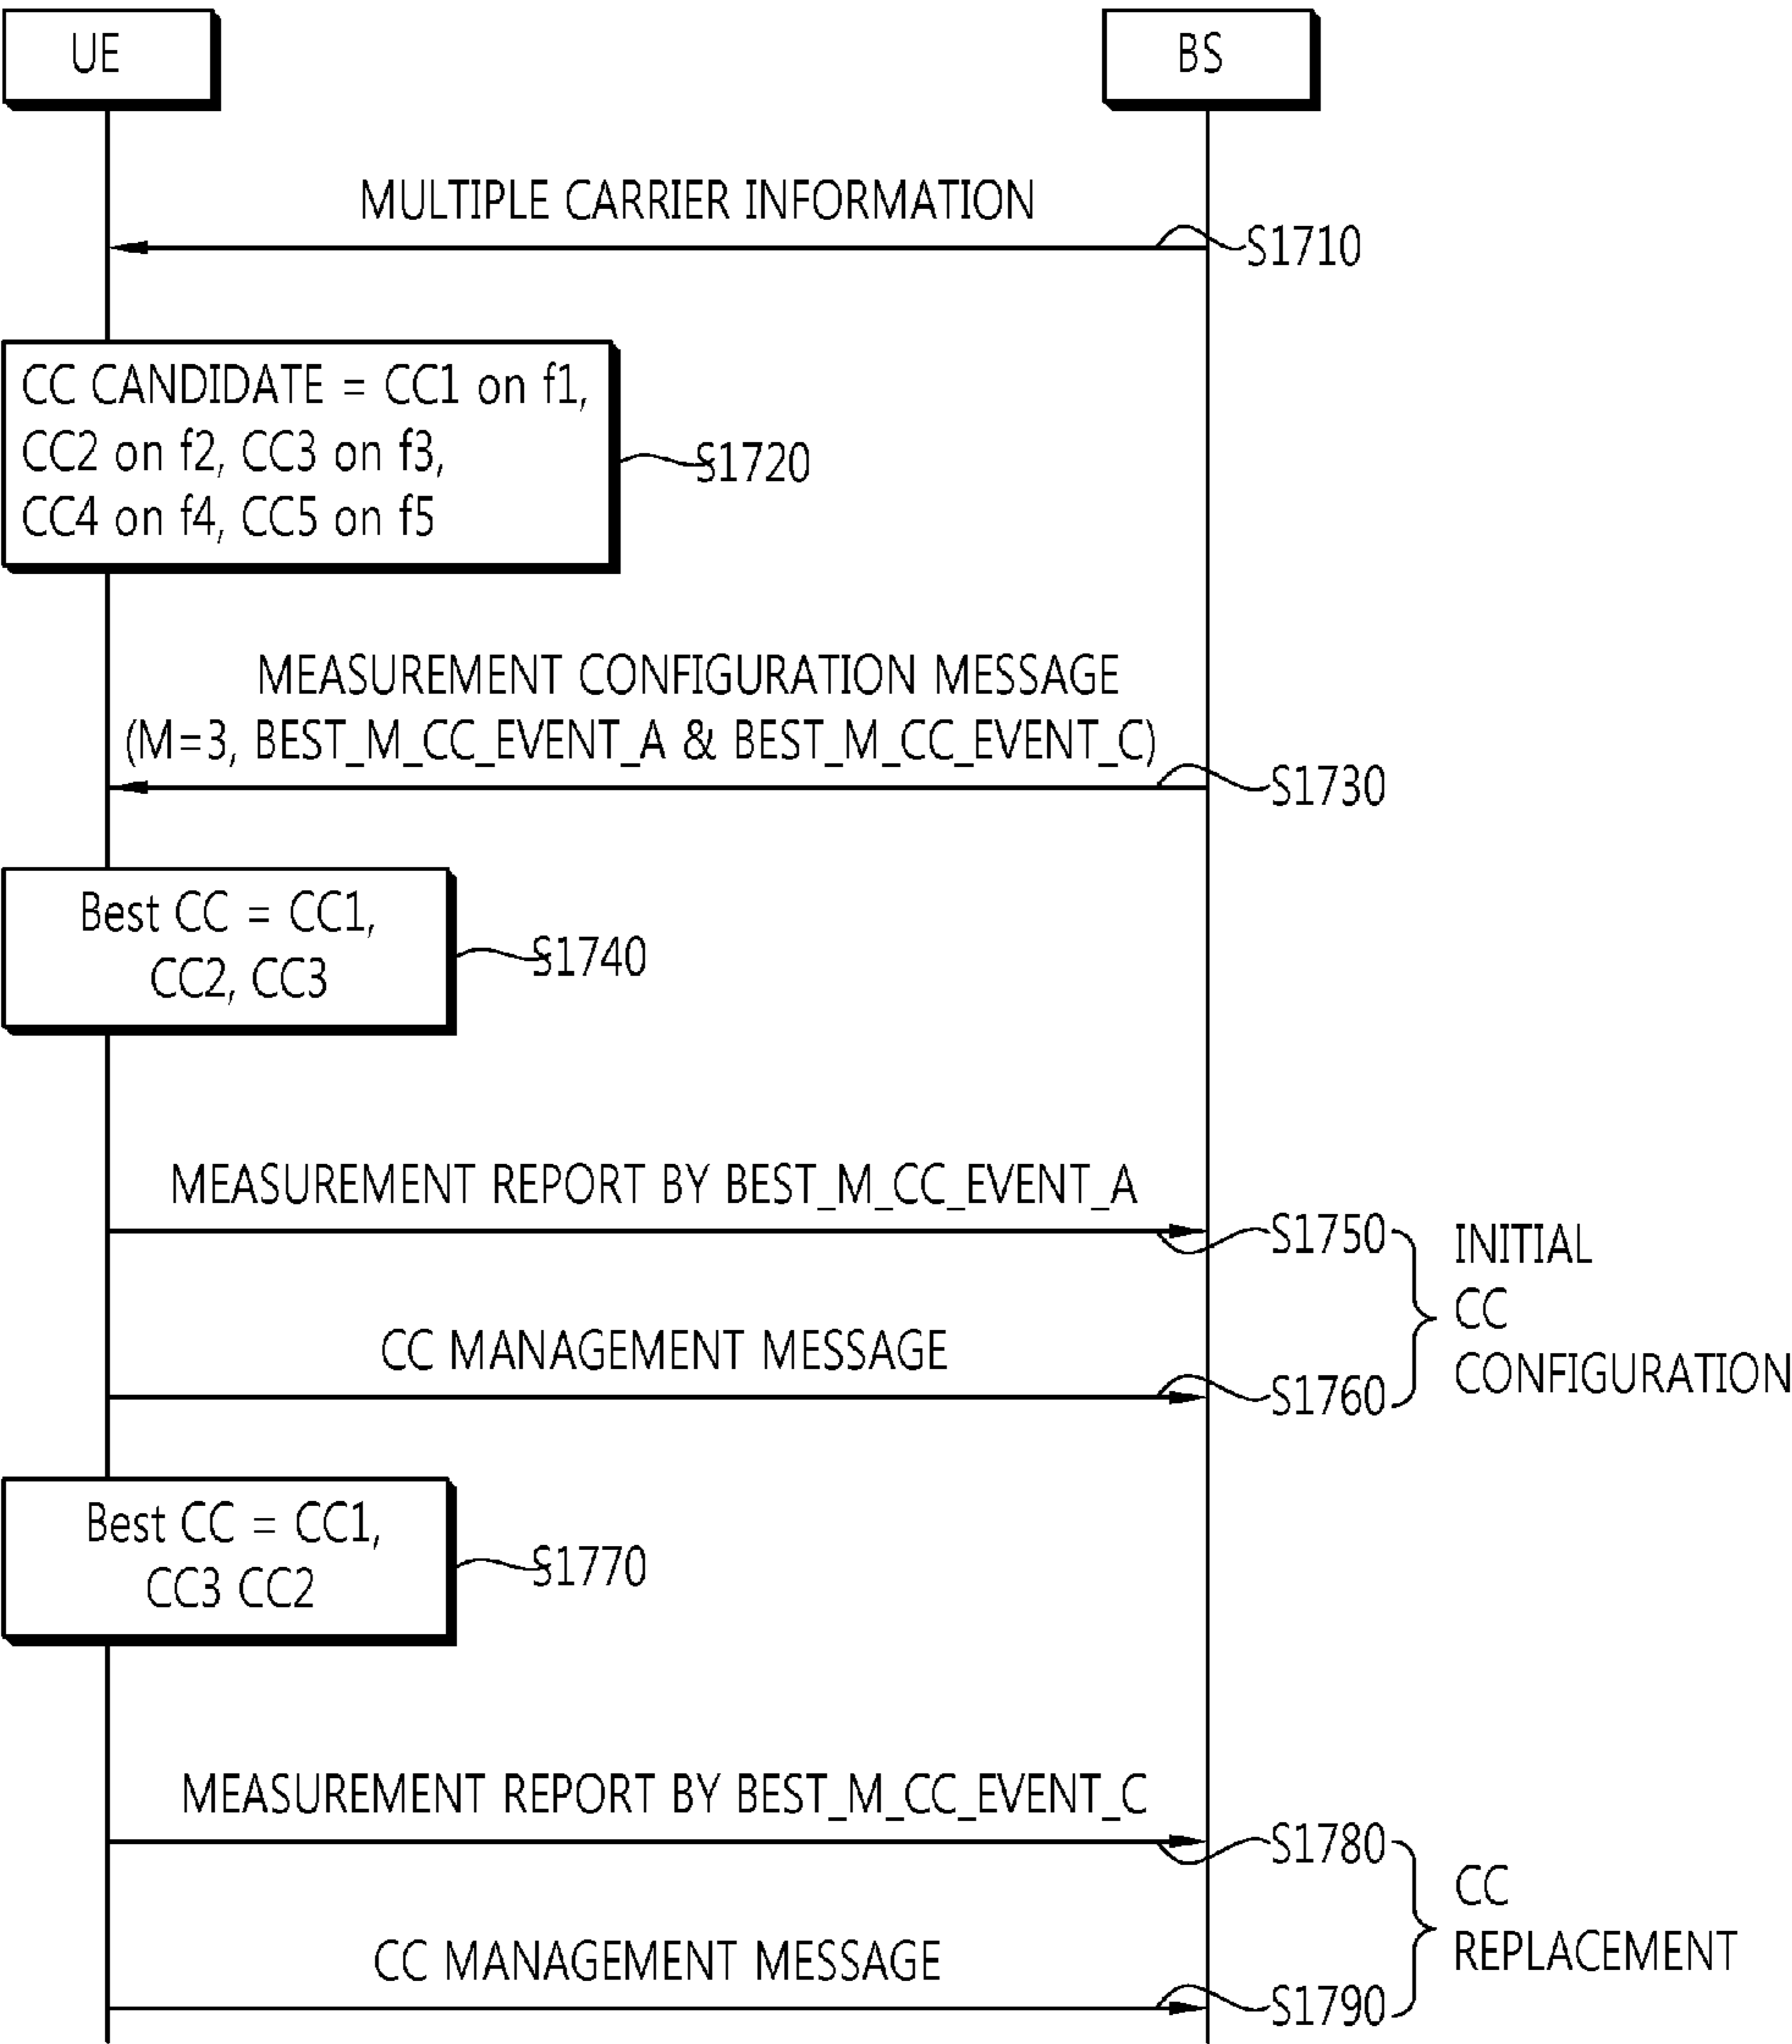 UE
BS
MULTIPLE CARRIER INFORMATION
S1710
CC CANDIDATE = CC1 on f1,
CC2 on f2, CC3 on f3,
CC4 on f4, CC5 on f5
S1720
MEASUREMENT CONFIGURATION MESSAGE
(M=3, BEST_M_CC_EVENT_A & BEST_M_CC_EVENT_C)
S1730
Best CC = CC1,
CC2, CC3
S1740
MEASUREMENT REPORT BY BEST_M_CC_EVENT_A
S1750
CC MANAGEMENT MESSAGE
S1760
INITIAL
CC
CONFIGURATION
Best CC = CC1,
CC3 CC2
S1770
MEASUREMENT REPORT BY BEST_M_CC_EVENT_C
S1780
CC MANAGEMENT MESSAGE
S1790
CC
REPLACEMENT